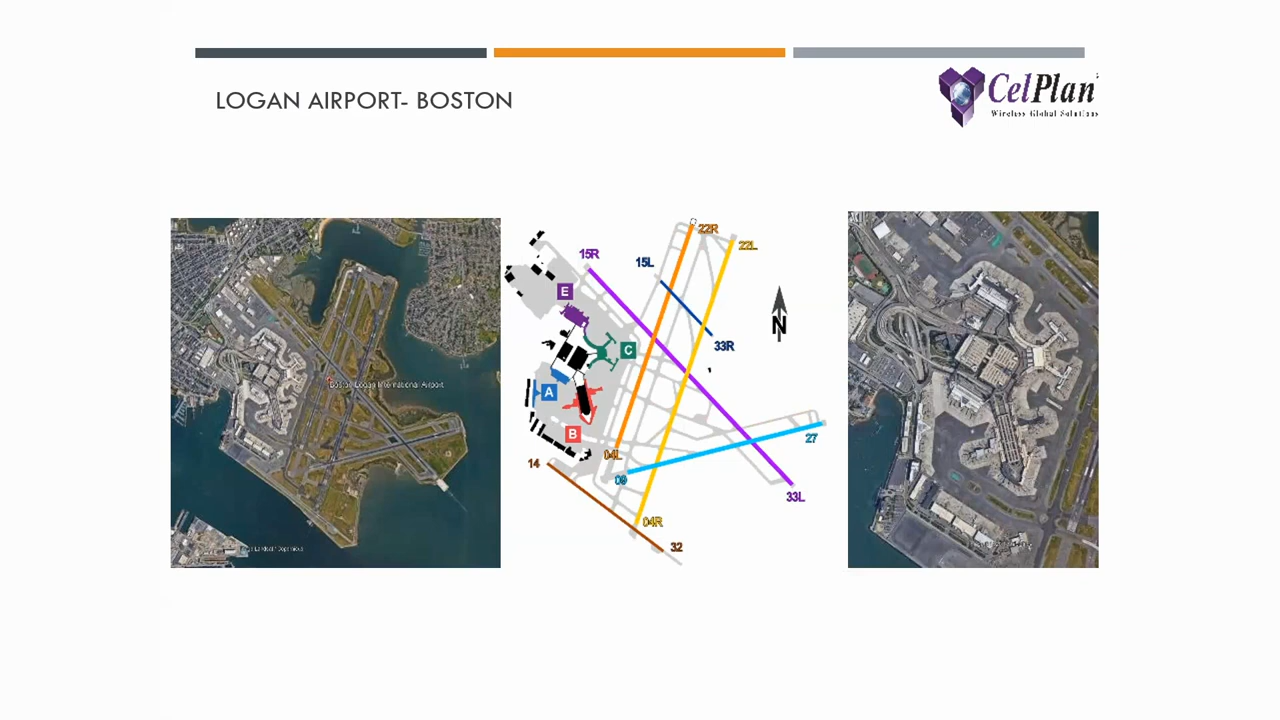 LOGAN AIRPORT- BOSTON
CelPlan
Wireless Global Solutions
Boston Logan International Airport
22R
22L
15R
15L
E
N
33R
C
A
B
27
04L
14
09
33L
04R
32